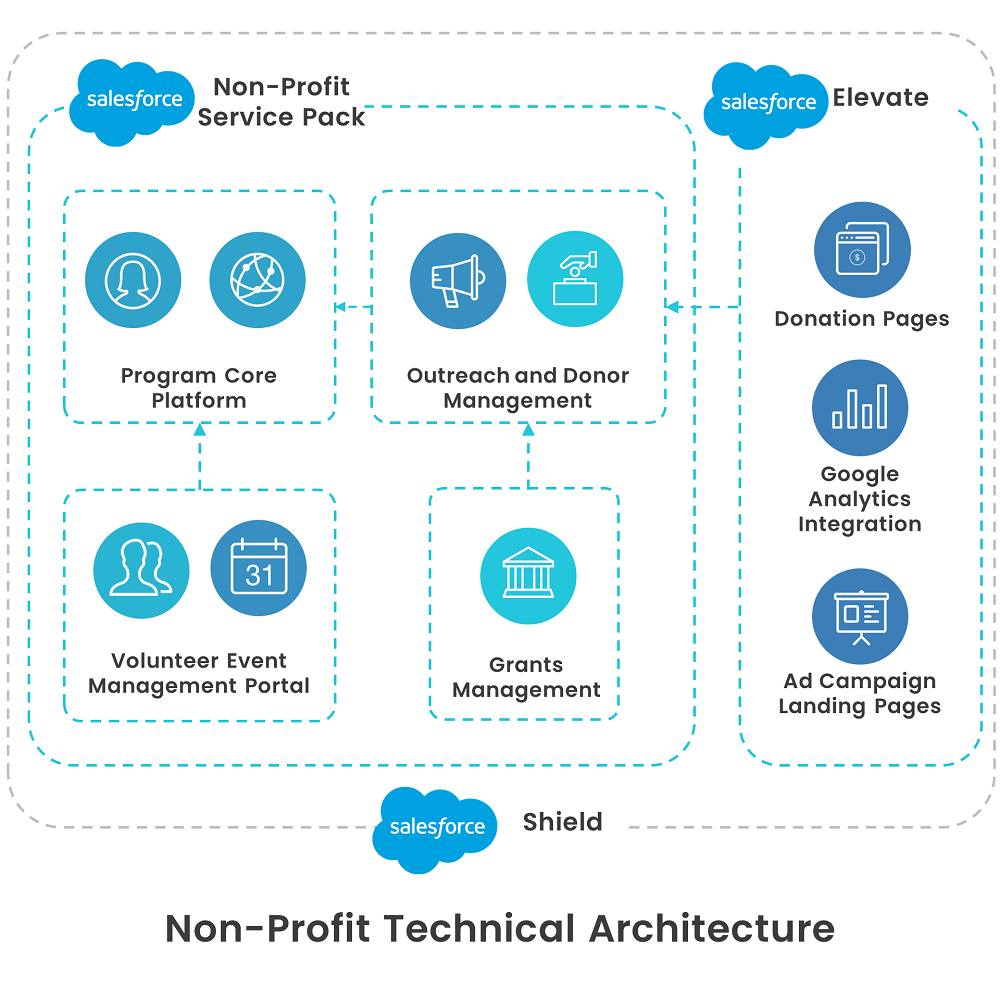 salesforce
Non-Profit
Service Pack
salesforce
Elevate
Program Core
Platform
Outreach and Donor
Management
Volunteer Event
Management Portal
31
Grants
Management
$
Donation Pages
Google
Analytics
Integration
Ad Campaign
Landing Pages
salesforce
Shield
Non-Profit Technical Architecture